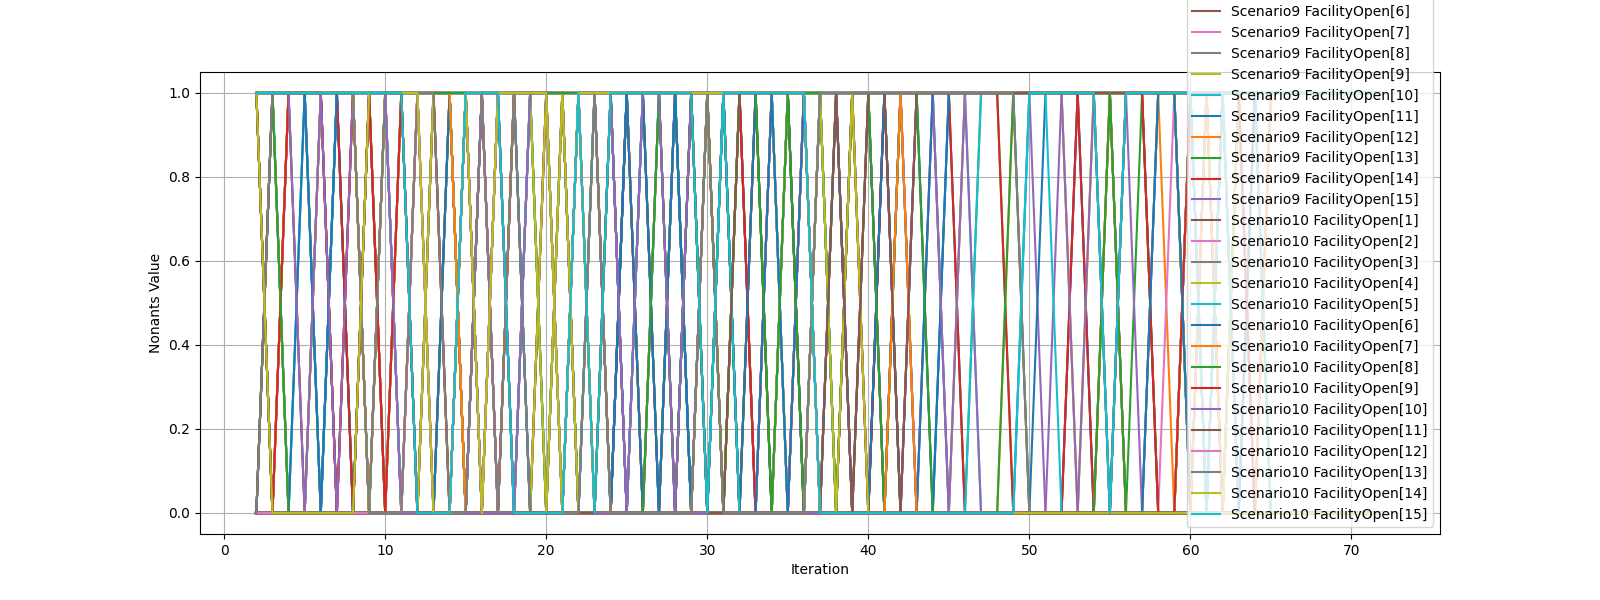 Scenario9 FacilityOpen[6]
Scenario9 FacilityOpen[7]
Scenario9 FacilityOpen[8]
Scenario9 FacilityOpen[9]
Scenario9 FacilityOpen[10]
Scenario9 FacilityOpen[11]
Scenario9 FacilityOpen[12]
Scenario9 FacilityOpen[13]
Scenario9 FacilityOpen[14]
Scenario9 FacilityOpen[15]
Scenario10 FacilityOpen[1]
Scenario10 FacilityOpen[2]
Scenario10 FacilityOpen[3]
Scenario10 FacilityOpen[4]
Scenario10 FacilityOpen[5]
Scenario10 FacilityOpen[6]
Scenario10 FacilityOpen[7]
Scenario10 FacilityOpen[8]
Scenario10 FacilityOpen[9]
Scenario10 FacilityOpen[10]
Scenario10 FacilityOpen[11]
Scenario10 FacilityOpen[12]
Scenario10 FacilityOpen[13]
Scenario10 FacilityOpen[14]
Scenario10 FacilityOpen[15]
Nonants Value
1.0
0.8
0.6
0.4
0.2
0.0
0 10 20 30 40 50 60 70
Iteration